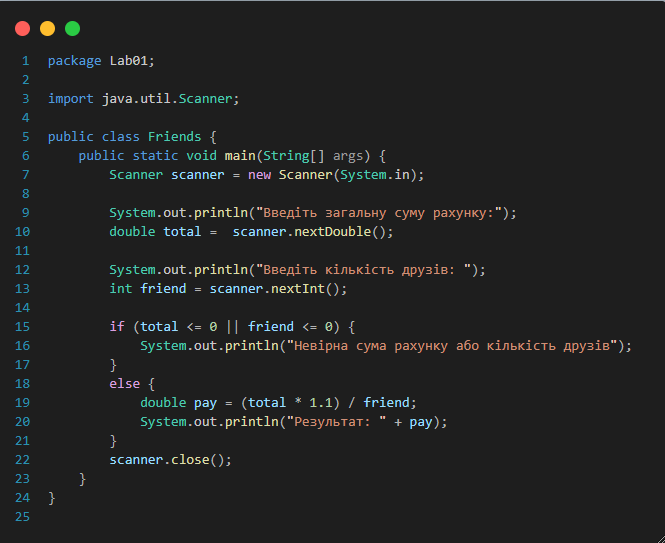 1 package Lab01;
2
3 import java.util.Scanner;
4
5 public class Friends {
6     public static void main(String[] args) {
7         Scanner scanner = new Scanner(System.in);
8
9         System.out.println("Введіть загальну суму рахунку:");
10         double total =  scanner.nextDouble();
11
12         System.out.println("Введіть кількість друзів: ");
13         int friend = scanner.nextInt();
14
15         if (total <= 0 || friend <= 0) {
16             System.out.println("Невірна сума рахунку або кількість друзів");
17         }
18         else {
19             double pay = (total * 1.1) / friend;
20             System.out.println("Результат: " + pay);
21         }
22         scanner.close();
23     }
24 }
25